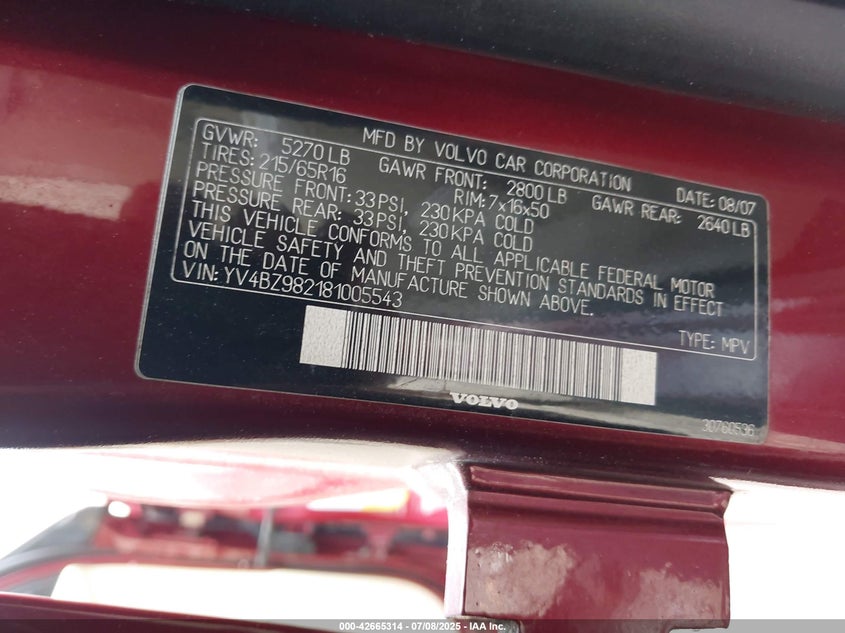 MFD BY VOLVO CAR CORPORATION DATE: 08/07
GVWR: 5270 LB GAWR FRONT: 2800 LB GAWR REAR: 2640 LB
TIRES: 215/65R16 RIM: 7x16x50
PRESSURE FRONT: 33 PSI, 230 KPA COLD
PRESSURE REAR: 33 PSI, 230 KPA COLD
THIS VEHICLE CONFORMS TO ALL APPLICABLE FEDERAL MOTOR
VEHICLE SAFETY AND THEFT PREVENTION STANDARDS IN EFFECT
ON THE DATE OF MANUFACTURE SHOWN ABOVE.
VIN: YV4BZ982181005543
TYPE: MPV
VOLVO
30760536
000-42665314 / 07/08/2025 - IAA Inc.